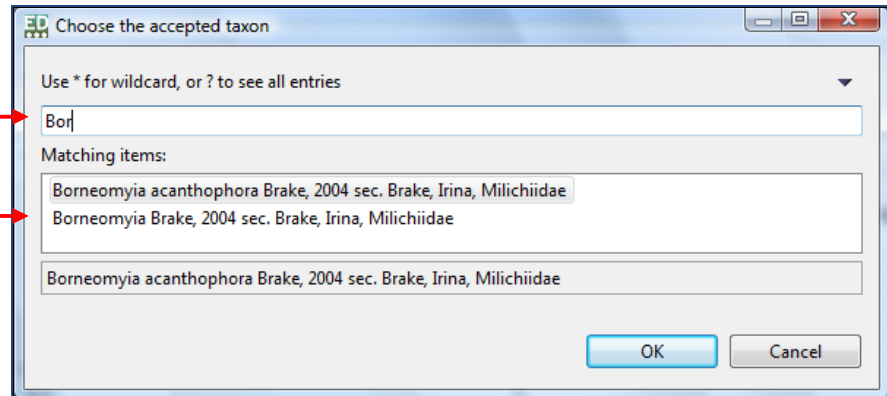 ED Choose the accepted taxon
Use * for wildcard, or ? to see all entries
Bor
Matching items:
Borneomyia acanthophora Brake, 2004 sec. Brake, Irina, Milichiidae
Borneomyia Brake, 2004 sec. Brake, Irina, Milichiidae
Borneomyia acanthophora Brake, 2004 sec. Brake, Irina, Milichiidae
OK Cancel